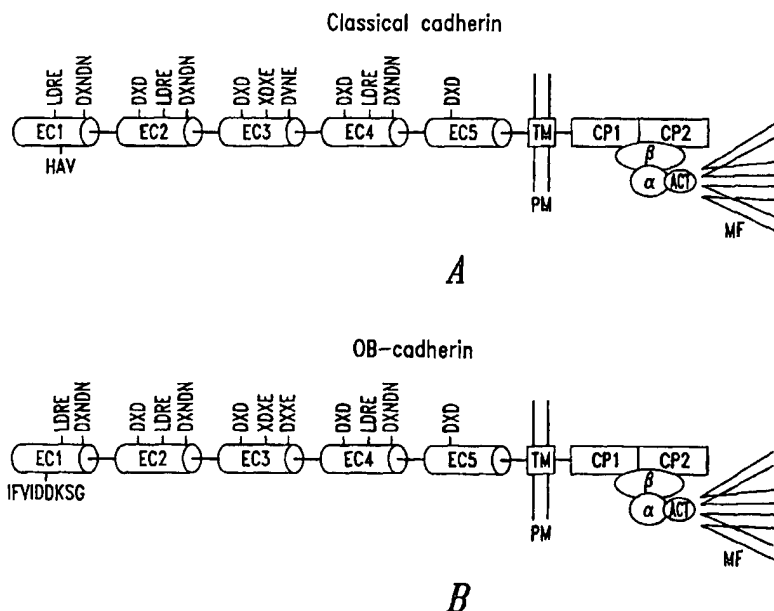 Classical cadherin
LDRE DXNDN DXD LDRE DXNDN DXD XDXE DVNE DXD LDRE DXNDN DXD
EC1 EC2 EC3 EC4 EC5 TM CP1 CP2
HAV
β
α ACT
PM
MF
A
OB-cadherin
LDRE DXNDN DXD LDRE DXNDN DXD XDXE DXXE DXD LDRE DXNDN DXD
EC1 EC2 EC3 EC4 EC5 TM CP1 CP2
IFVIDDKSG
β
α ACT
PM
MF
B